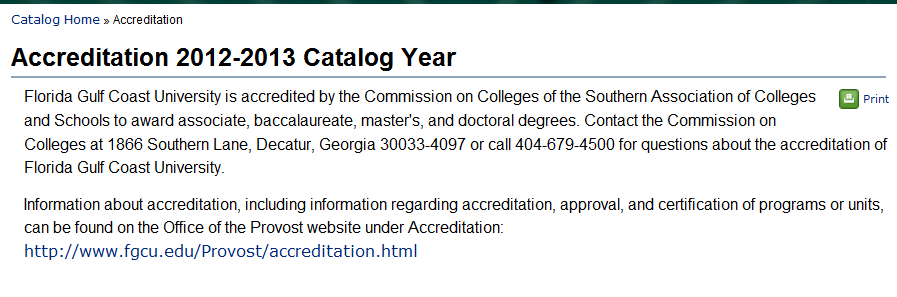 Catalog Home » Accreditation
Accreditation 2012-2013 Catalog Year
Florida Gulf Coast University is accredited by the Commission on Colleges of the Southern Association of Colleges
Print
and Schools to award associate, baccalaureate, master's, and doctoral degrees. Contact the Commission on
Colleges at 1866 Southern Lane, Decatur, Georgia 30033-4097 or call 404-679-4500 for questions about the accreditation of
Florida Gulf Coast University.
Information about accreditation, including information regarding accreditation, approval, and certification of programs or units,
can be found on the Office of the Provost website under Accreditation:
http://www.fgcu.edu/Provost/accreditation.html